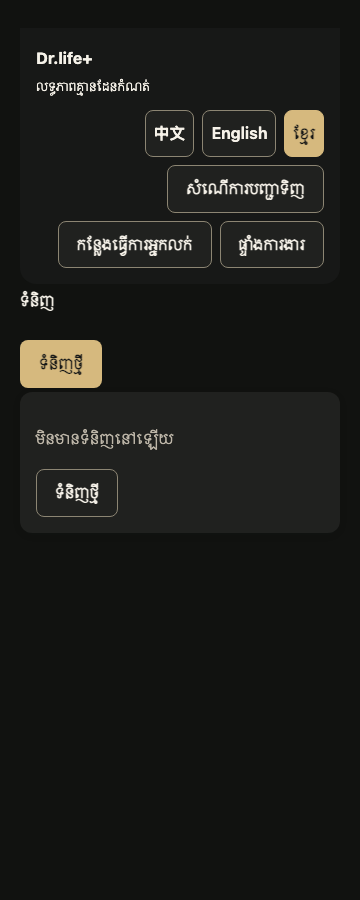 Dr.life+
លទ្ធភាពគ្មានដែនកំណត់
中文 English ខ្មែរ
សំណើការបញ្ជាទិញ
កន្លែងធ្វើការអ្នកលក់ ផ្ទាំងការងារ
ទំនិញ
ទំនិញថ្មី
មិនមានទំនិញនៅឡើយ
ទំនិញថ្មី